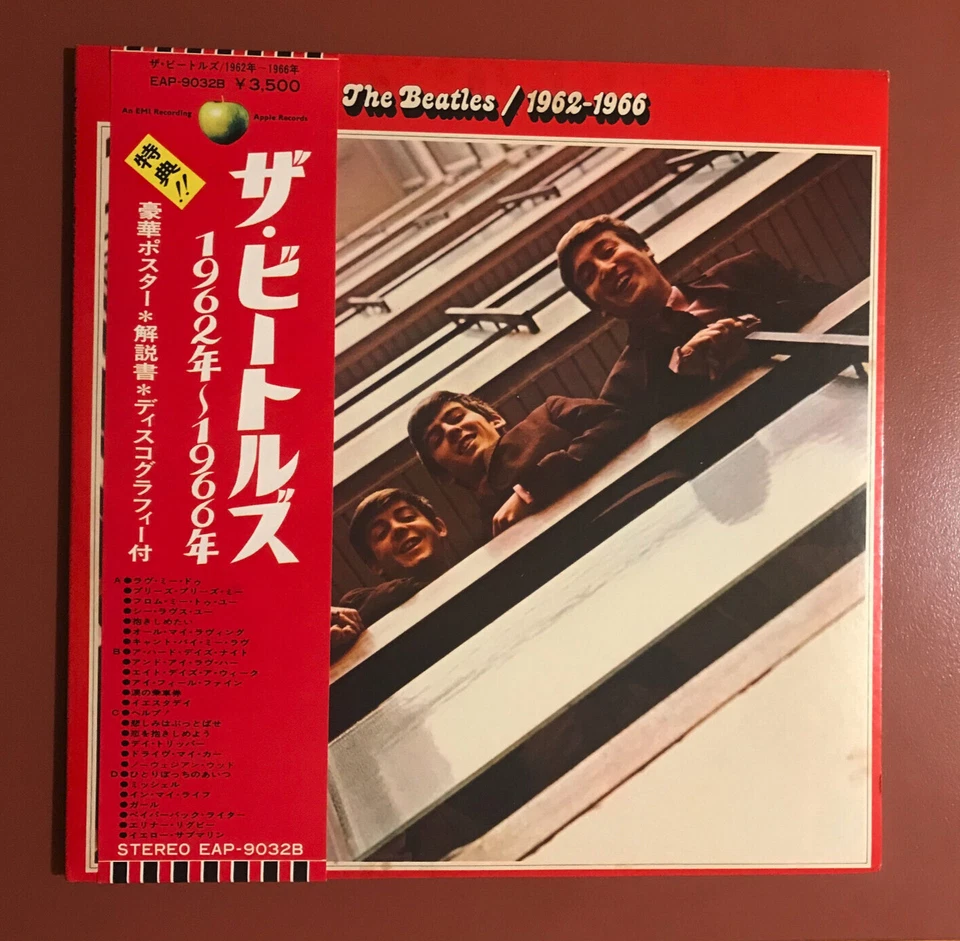 ザ・ビートルズ/1962年−1966年
EAP-9032B ￥3,500
An EMI Recording
Apple Records
The Beatles / 1962-1966
特典!!
ザ・ビートルズ
1962年〜1966年
豪華ポスター＊解説書＊ディスコグラフィー付
A●ラヴ・ミー・ドゥ
●プリーズ・プリーズ・ミー
●フロム・ミー・トゥ・ユー
●シー・ラヴズ・ユー
●抱きしめたい
●オール・マイ・ラヴィング
●キャント・バイ・ミー・ラヴ
B●ア・ハード・デイズ・ナイト
●アンド・アイ・ラヴ・ハー
●エイト・デイズ・ア・ウィーク
●アイ・フィール・ファイン
●涙の乗車券
●イエスタデイ
C●ヘルプ!
●悲しみはぶっとばせ
●恋を抱きしめよう
●デイ・トリッパー
●ドライヴ・マイ・カー
●ノーウェジアン・ウッド
D●ひとりぼっちのあいつ
●ミッシェル
●イン・マイ・ライフ
●ガール
●ペイパーバック・ライター
●エリナー・リグビー
●イエロー・サブマリン
STEREO EAP-9032B